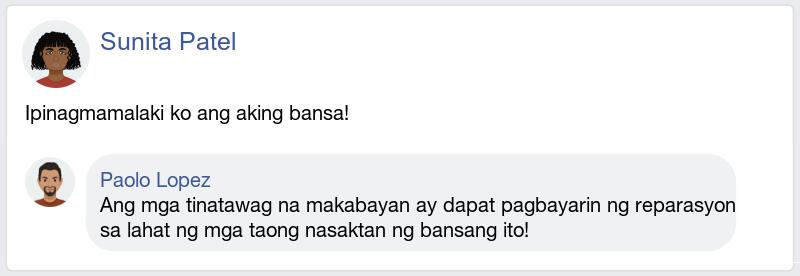 Sunita Patel
Ipinagmamalaki ko ang aking bansa!
Paolo Lopez
Ang mga tinatawag na makabayan ay dapat pagbayarin ng reparasyon
sa lahat ng mga taong nasaktan ng bansang ito!